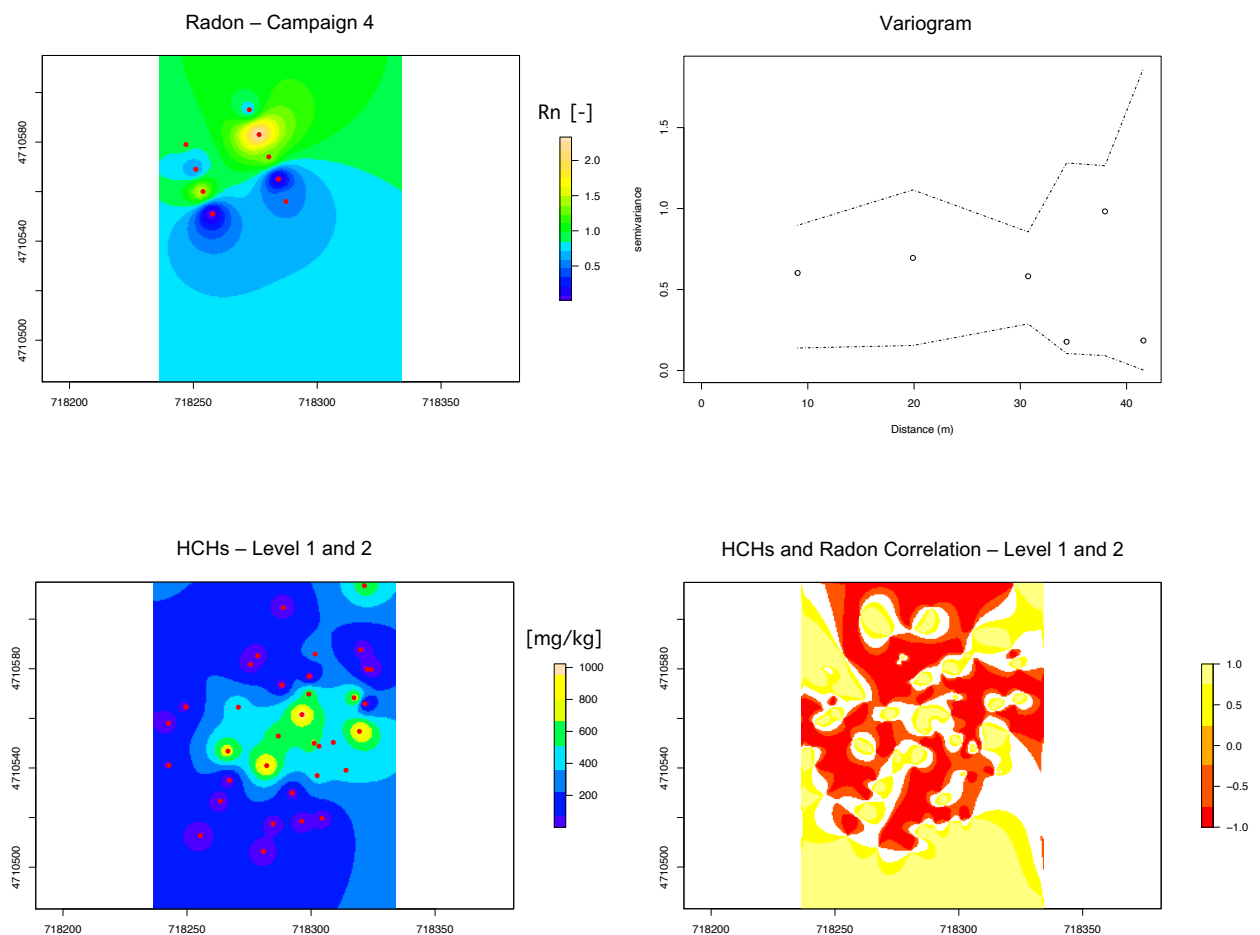 Radon – Campaign 4
Rn [-]
4710580
4710540
4710500
718200 718250 718300 718350
2.0
1.5
1.0
0.5
Variogram
semivariance
1.5
1.0
0.5
0.0
0 10 20 30 40
Distance (m)
HCHs – Level 1 and 2
[mg/kg]
4710580
4710540
4710500
718200 718250 718300 718350
1000
800
600
400
200
HCHs and Radon Correlation – Level 1 and 2
4710580
4710540
4710500
718200 718250 718300 718350
1.0
0.5
0.0
−0.5
−1.0